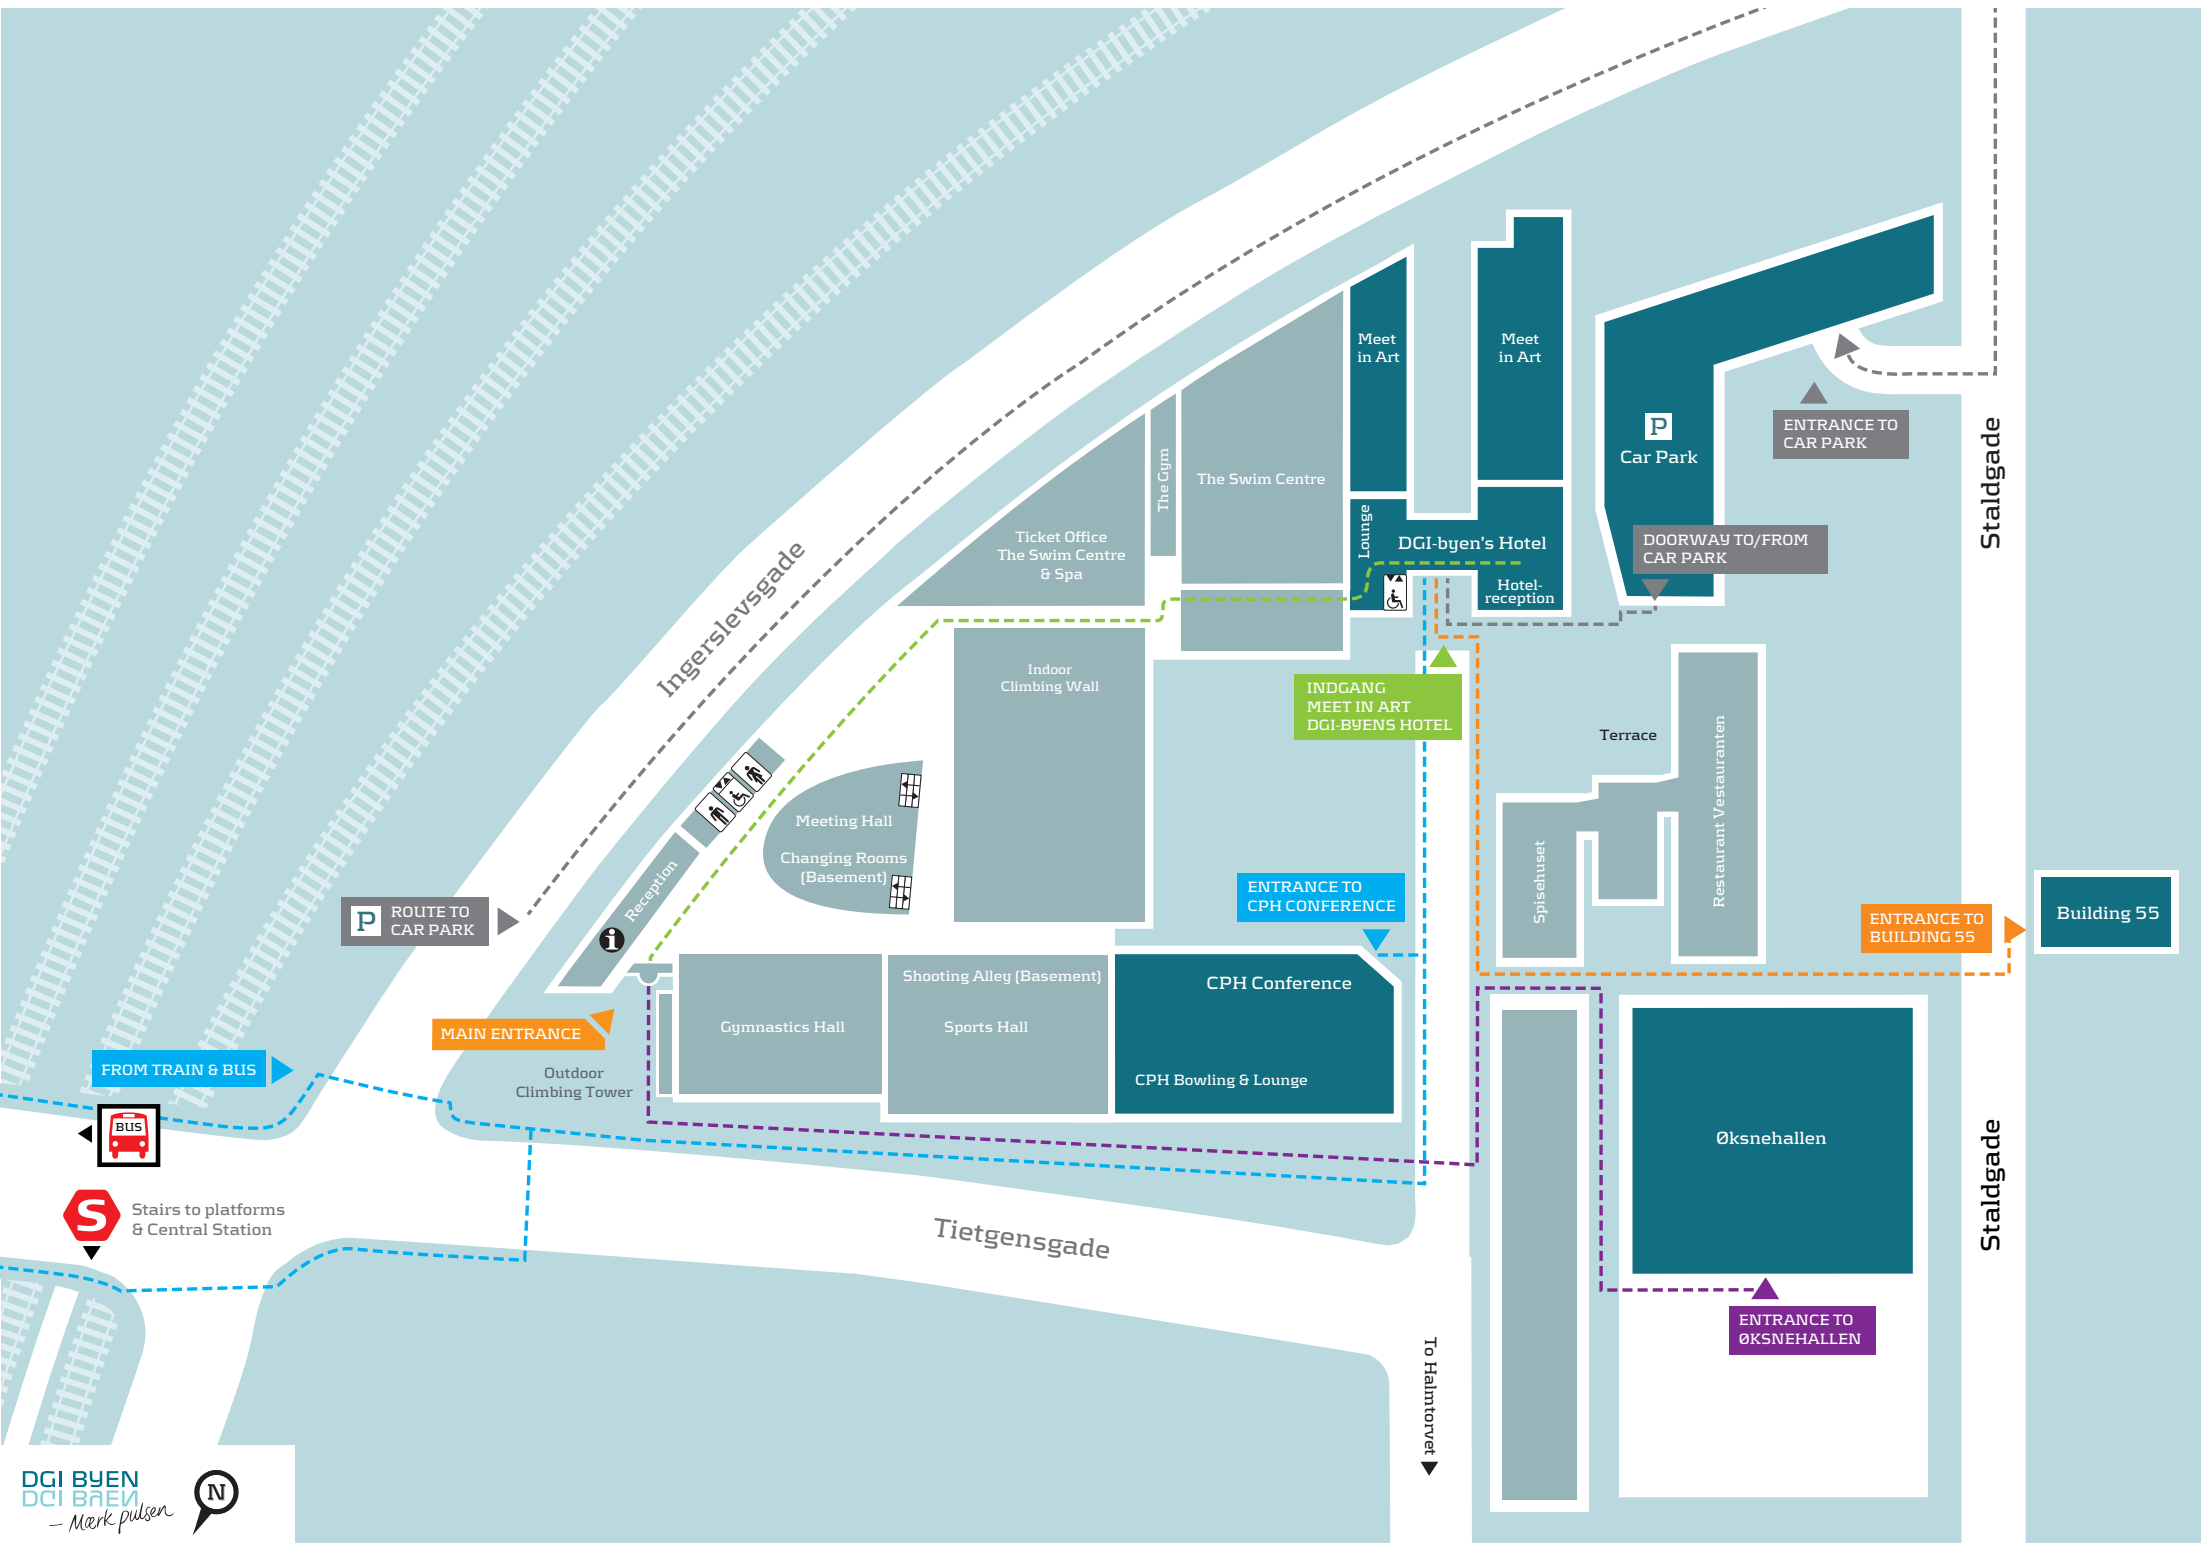 Meet
in Art
Meet
in Art
P
Car Park
ENTRANCE TO
CAR PARK
Staldgade
The Gym
The Swim Centre
Lounge
DGI-byen's Hotel
Hotel-
reception
DOORWAY TO/FROM
CAR PARK
Ticket Office
The Swim Centre
& Spa
Ingerslevsgade
Indoor
Climbing Wall
INDGANG
MEET IN ART
DGI-BYENS HOTEL
Terrace
Restaurant Vestauranten
Spisehuset
Meeting Hall
Changing Rooms
(Basement)
Reception
i
P
ROUTE TO
CAR PARK
ENTRANCE TO
CPH CONFERENCE
ENTRANCE TO
BUILDING 55
Building 55
Shooting Alley (Basement)
CPH Conference
Gymnastics Hall
Sports Hall
MAIN ENTRANCE
FROM TRAIN & BUS
Outdoor
Climbing Tower
CPH Bowling & Lounge
BUS
Øksnehallen
Staldgade
S
Stairs to platforms
& Central Station
Tietgensgade
ENTRANCE TO
ØKSNEHALLEN
To Halmtorvet
DGI BYEN
DGI BYEN
– Mærk pulsen
N